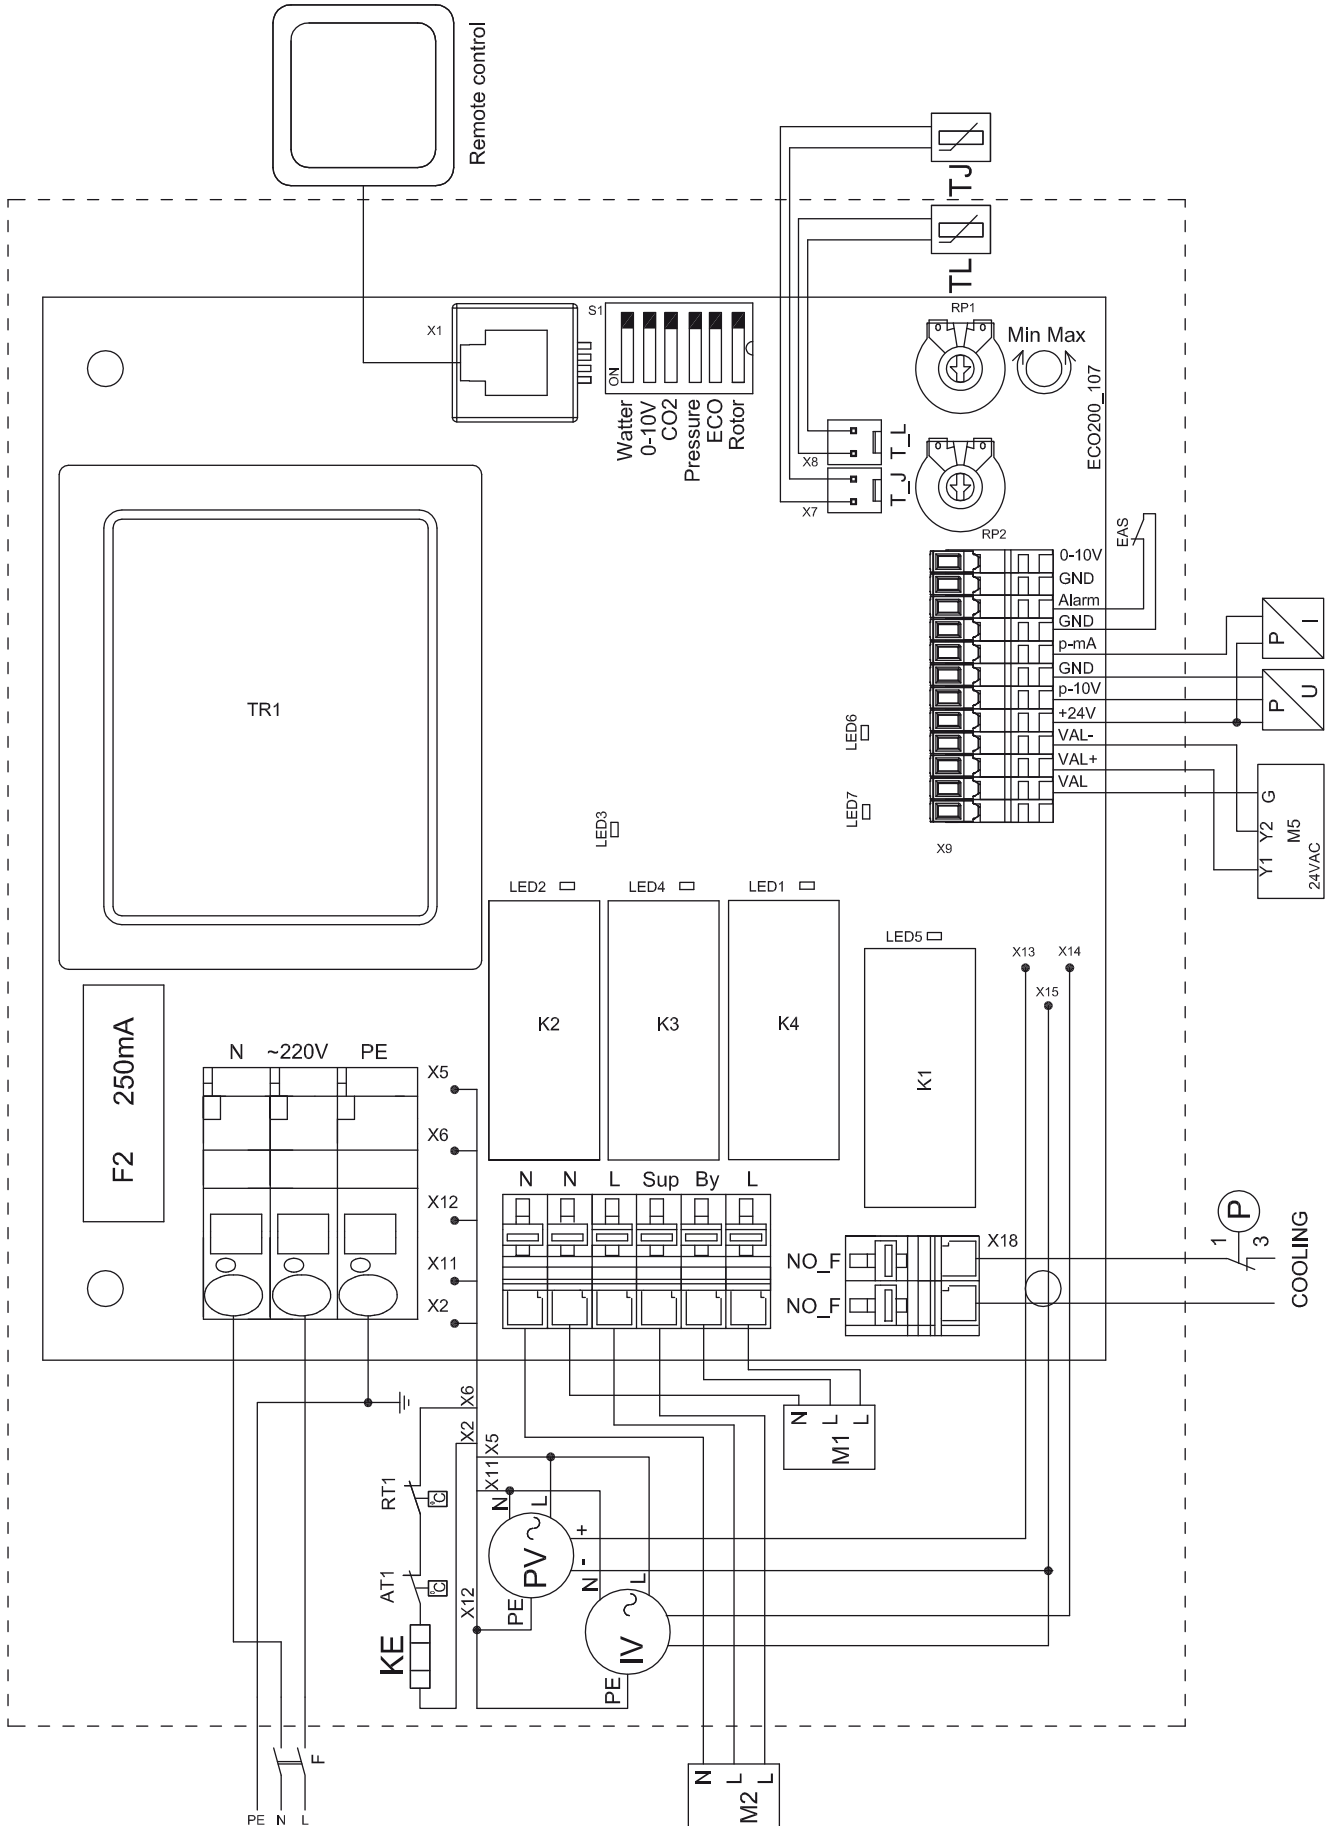 Remote control
TJ
TL
X1
S1
ON
Watter
0-10V
CO2
Pressure
ECO
Rotor
RP1
Min Max
ECO200_107
X8
T_L
X7
T_J
RP2
EAS
0-10V
GND
Alarm
GND
p-mA
GND
p-10V
+24V
VAL-
VAL+
VAL
X9
P
I
P
U
G
Y2
Y1
M5
24VAC
TR1
LED6
LED7
LED3
LED2
LED4
LED1
LED5
K2
K3
K4
K1
X13
X14
X15
F2 250mA
N ~220V PE
X5
X6
X12
X11
X2
N N L Sup By L
NO_F
NO_F
X18
P
1
3
COOLING
X6
X2
X5
X11
X12
RT1
°C
AT1
°C
KE
N
L
PV
+
-
PE
N
L
IV
PE
N
L
L
M1
N
L
L
M2
F
PE N L